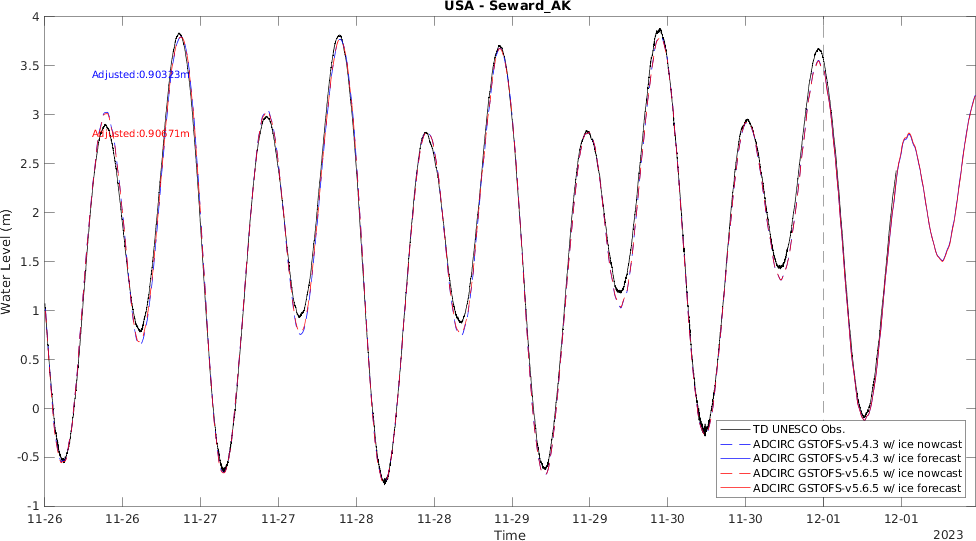 USA - Seward_AK
4
3.5
3
2.5
2
1.5
1
0.5
0
-0.5
-1
Water Level (m)
Adjusted:0.90323m
Adjusted:0.90671m
TD UNESCO Obs.
ADCIRC GSTOFS-v5.4.3 w/ ice nowcast
ADCIRC GSTOFS-v5.4.3 w/ ice forecast
ADCIRC GSTOFS-v5.6.5 w/ ice nowcast
ADCIRC GSTOFS-v5.6.5 w/ ice forecast
11-26 11-26 11-27 11-27 11-28 11-28 11-29 11-29 11-30 11-30 12-01 12-01
Time
2023